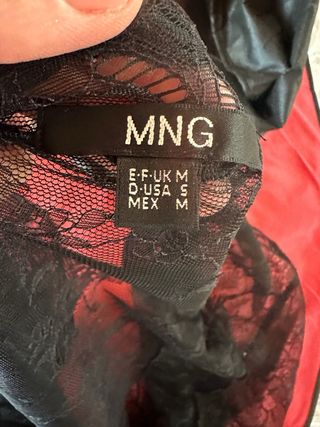 MNG
E·F·UK M
D·USA S
MEX M